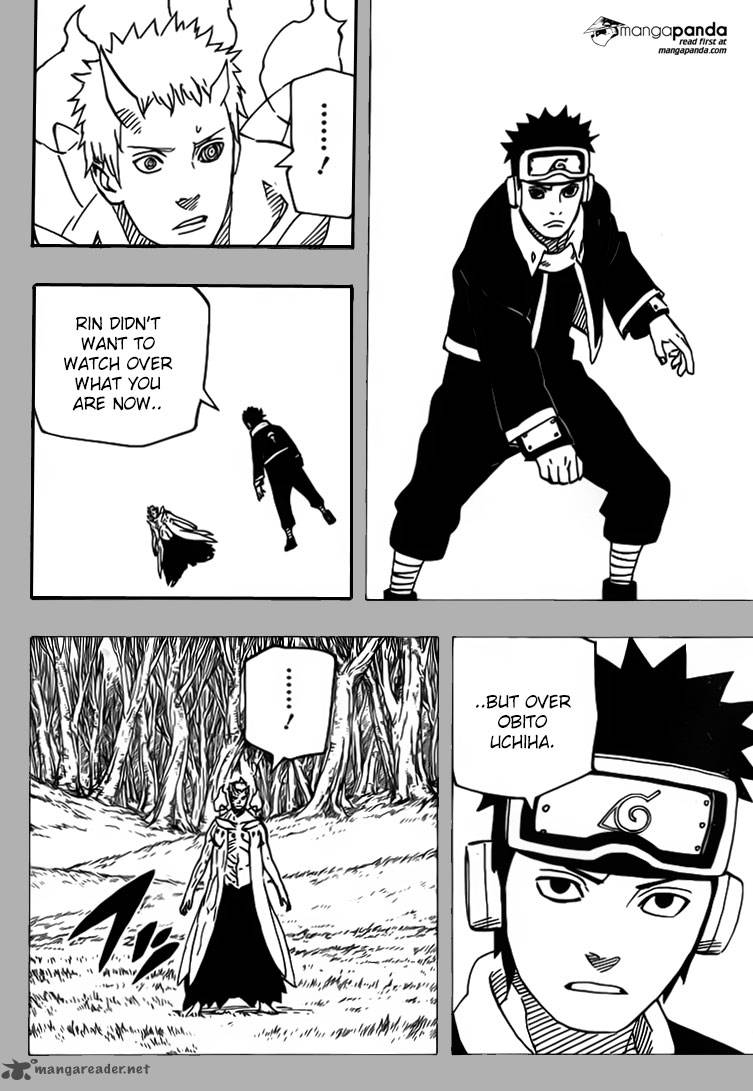 mangapanda
read first at
mangapanda.com
......!
RIN DIDN'T
WANT TO
WATCH OVER
WHAT YOU
ARE NOW..
......!
..BUT OVER
OBITO
UCHIHA.
mangareader.net